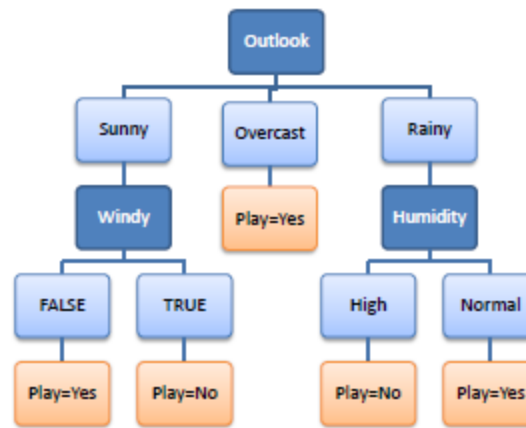 Outlook
Sunny
Overcast
Rainy
Windy
Play=Yes
Humidity
FALSE
TRUE
High
Normal
Play=Yes
Play=No
Play=No
Play=Yes